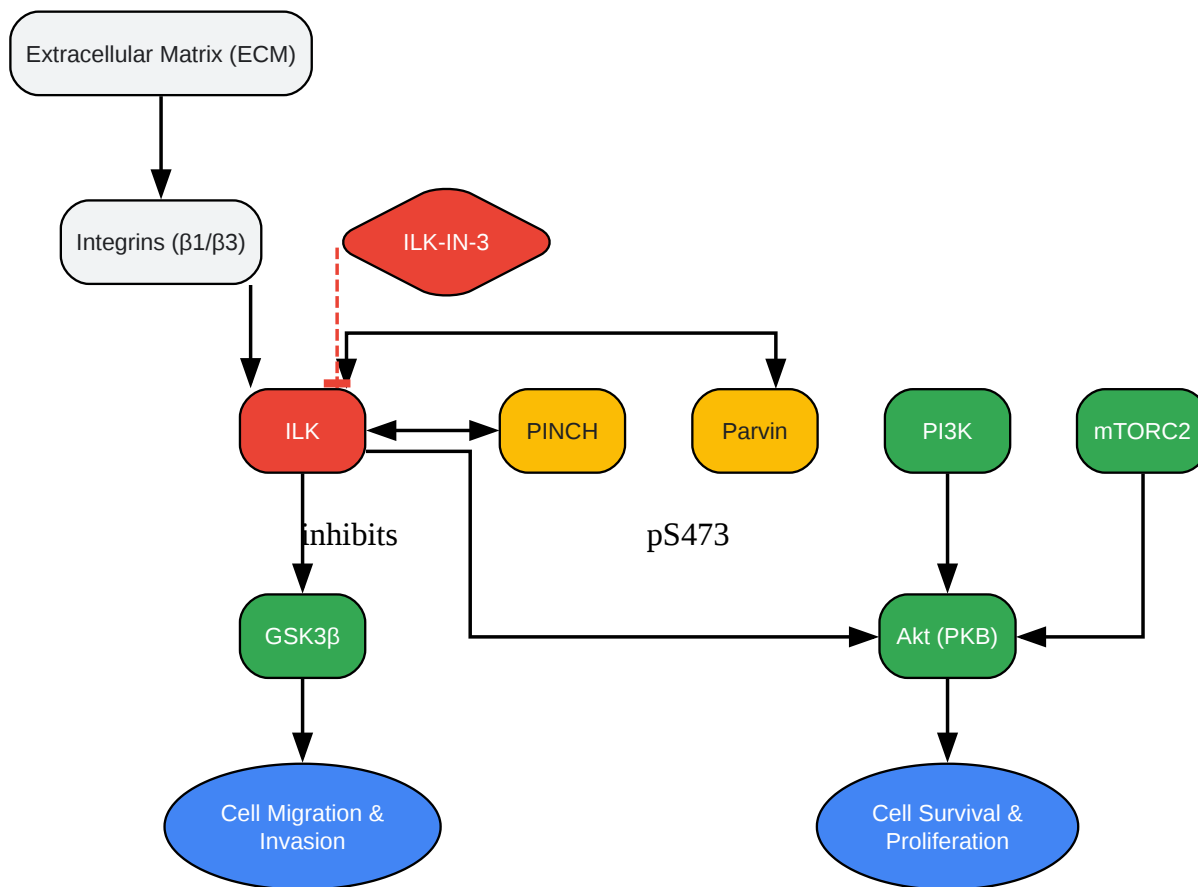 Extracellular Matrix (ECM)
Integrins (β1/β3)
ILK-IN-3
ILK
PINCH
Parvin
PI3K
mTORC2
inhibits
pS473
GSK3β
Akt (PKB)
Cell Migration &
Invasion
Cell Survival &
Proliferation